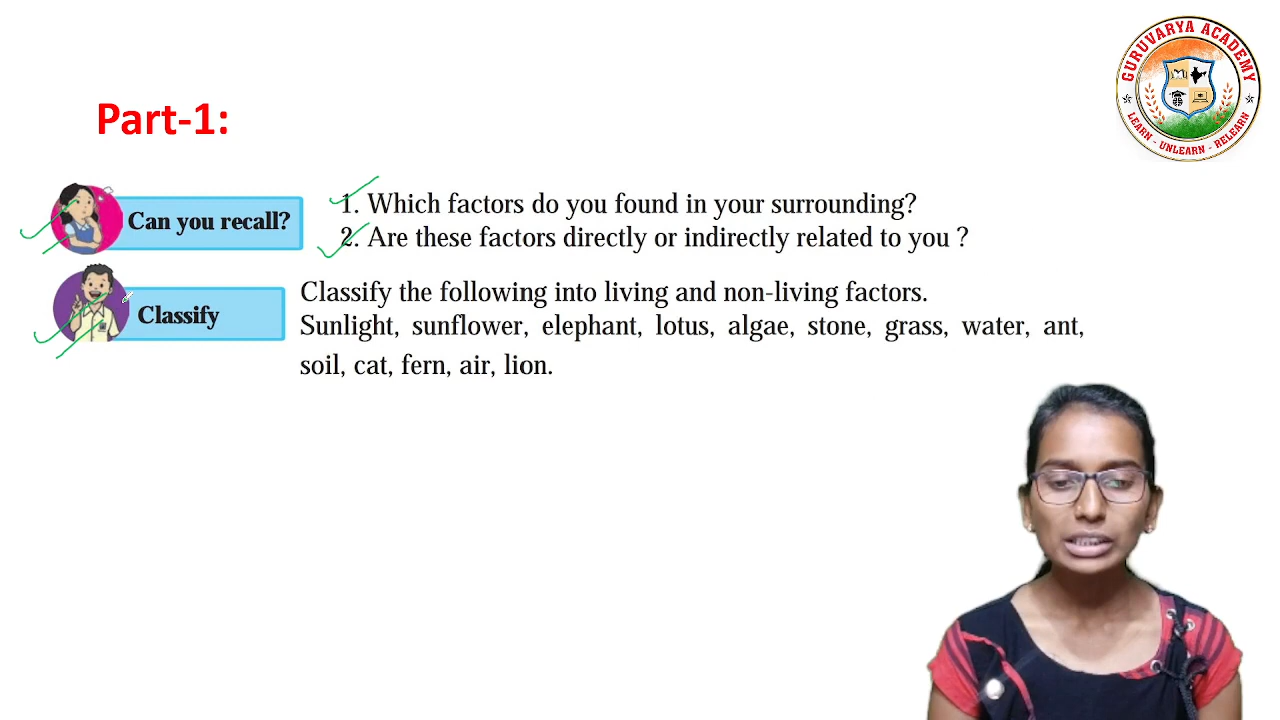 GURUVARYA ACADEMY
LEARN - UNLEARN - RELEARN
Part-1:
Can you recall?
1. Which factors do you found in your surrounding?
2. Are these factors directly or indirectly related to you ?
Classify
Classify the following into living and non-living factors.
Sunlight, sunflower, elephant, lotus, algae, stone, grass, water, ant,
soil, cat, fern, air, lion.